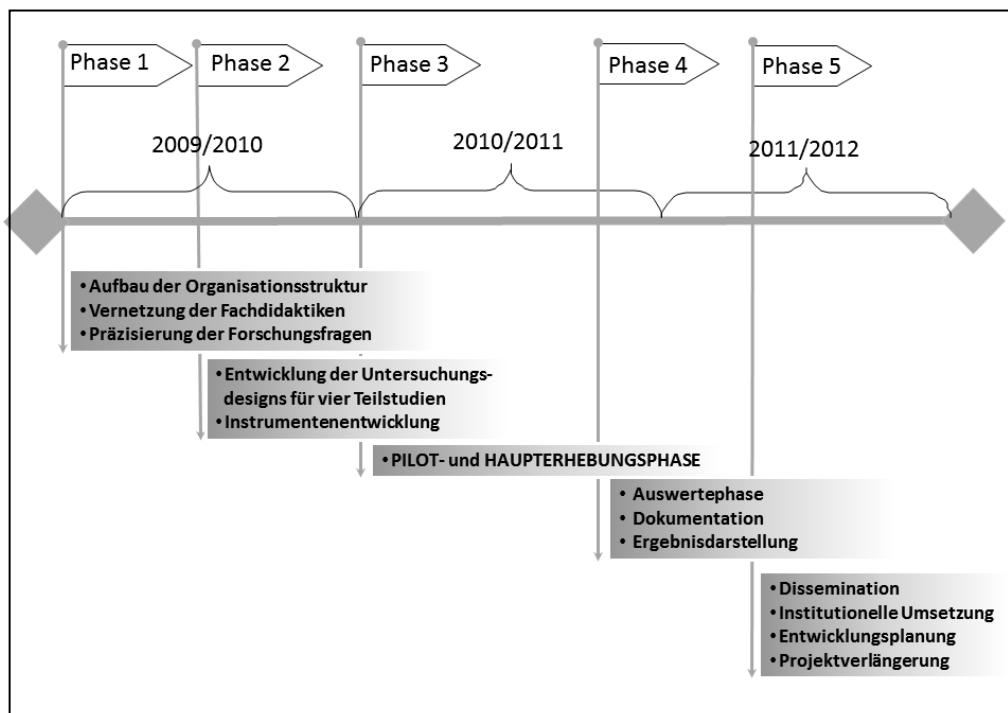 Phase 1
Phase 2
Phase 3
Phase 4
Phase 5
2009/2010
2010/2011
2011/2012
• Aufbau der Organisationsstruktur
• Vernetzung der Fachdidaktiken
• Präzisierung der Forschungsfragen
• Entwicklung der Untersuchungs-
designs für vier Teilstudien
• Instrumentenentwicklung
• PILOT- und HAUPTERHEBUNGSPHASE
• Auswertephase
• Dokumentation
• Ergebnisdarstellung
• Dissemination
• Institutionelle Umsetzung
• Entwicklungsplanung
• Projektverlängerung